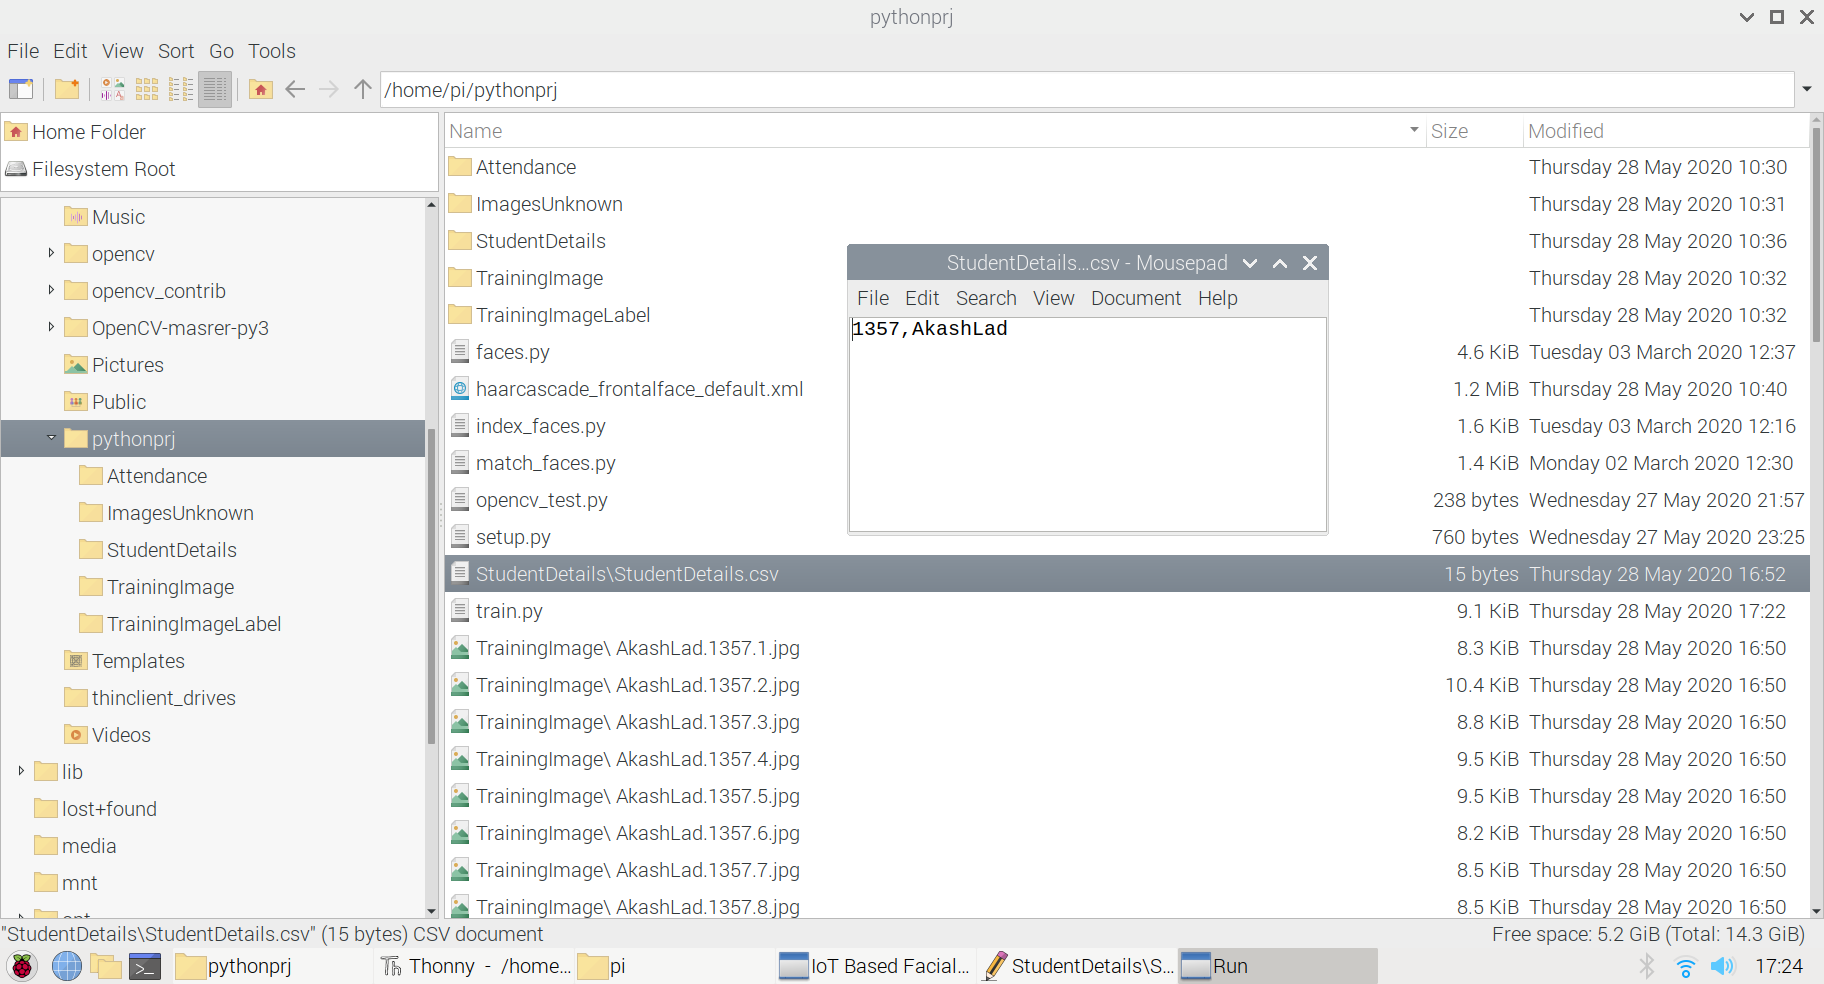 pythonprj
File Edit View Sort Go Tools
/home/pi/pythonprj
Home Folder
Filesystem Root
Music
opencv
opencv_contrib
OpenCV-masrer-py3
Pictures
Public
pythonprj
Attendance
ImagesUnknown
StudentDetails
TrainingImage
TrainingImageLabel
Templates
thinclient_drives
Videos
lib
lost+found
media
mnt
Name Size Modified
Attendance Thursday 28 May 2020 10:30
ImagesUnknown Thursday 28 May 2020 10:31
StudentDetails Thursday 28 May 2020 10:36
TrainingImage Thursday 28 May 2020 10:32
TrainingImageLabel Thursday 28 May 2020 10:32
faces.py 4.6 KiB Tuesday 03 March 2020 12:37
haarcascade_frontalface_default.xml 1.2 MiB Thursday 28 May 2020 10:40
index_faces.py 1.6 KiB Tuesday 03 March 2020 12:16
match_faces.py 1.4 KiB Monday 02 March 2020 12:30
opencv_test.py 238 bytes Wednesday 27 May 2020 21:57
setup.py 760 bytes Wednesday 27 May 2020 23:25
StudentDetails\StudentDetails.csv 15 bytes Thursday 28 May 2020 16:52
train.py 9.1 KiB Thursday 28 May 2020 17:22
TrainingImage\ AkashLad.1357.1.jpg 8.3 KiB Thursday 28 May 2020 16:50
TrainingImage\ AkashLad.1357.2.jpg 10.4 KiB Thursday 28 May 2020 16:50
TrainingImage\ AkashLad.1357.3.jpg 8.8 KiB Thursday 28 May 2020 16:50
TrainingImage\ AkashLad.1357.4.jpg 9.5 KiB Thursday 28 May 2020 16:50
TrainingImage\ AkashLad.1357.5.jpg 9.5 KiB Thursday 28 May 2020 16:50
TrainingImage\ AkashLad.1357.6.jpg 8.2 KiB Thursday 28 May 2020 16:50
TrainingImage\ AkashLad.1357.7.jpg 8.5 KiB Thursday 28 May 2020 16:50
TrainingImage\ AkashLad.1357.8.jpg 8.5 KiB Thursday 28 May 2020 16:50
StudentDetails...csv - Mousepad
File Edit Search View Document Help
1357,AkashLad
"StudentDetails\StudentDetails.csv" (15 bytes) CSV document Free space: 5.2 GiB (Total: 14.3 GiB)
pythonprj Thonny - /home... pi IoT Based Facial... StudentDetails\S... Run 17:24